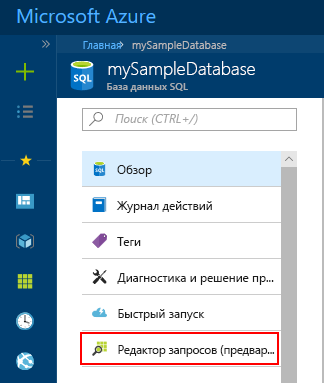 Microsoft Azure
Главная mySampleDatabase
mySampleDatabase
SQL
База данных SQL
Поиск (CTRL+/)
SQL
Обзор
Журнал действий
Теги
Диагностика и решение пр...
Быстрый запуск
Редактор запросов (предвар...